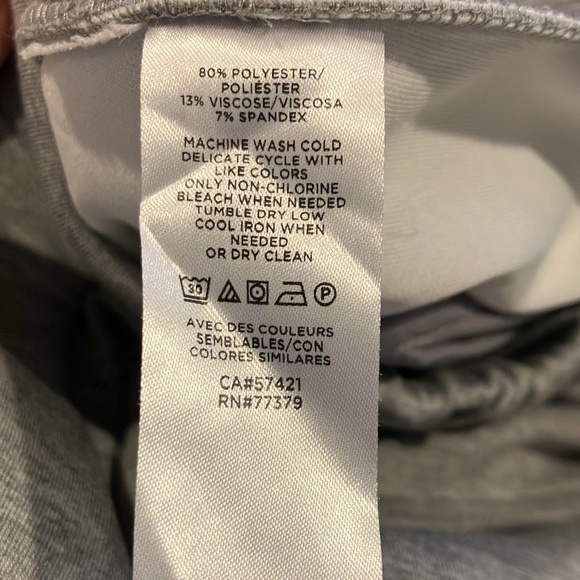 80% POLYESTER/
POLIÉSTER
13% VISCOSE/VISCOSA
7% SPANDEX
MACHINE WASH COLD
DELICATE CYCLE WITH
LIKE COLORS
ONLY NON-CHLORINE
BLEACH WHEN NEEDED
TUMBLE DRY LOW
COOL IRON WHEN
NEEDED
OR DRY CLEAN
30 P
AVEC DES COULEURS
SEMBLABLES/CON
COLORES SIMILARES
CA#57421
RN#77379